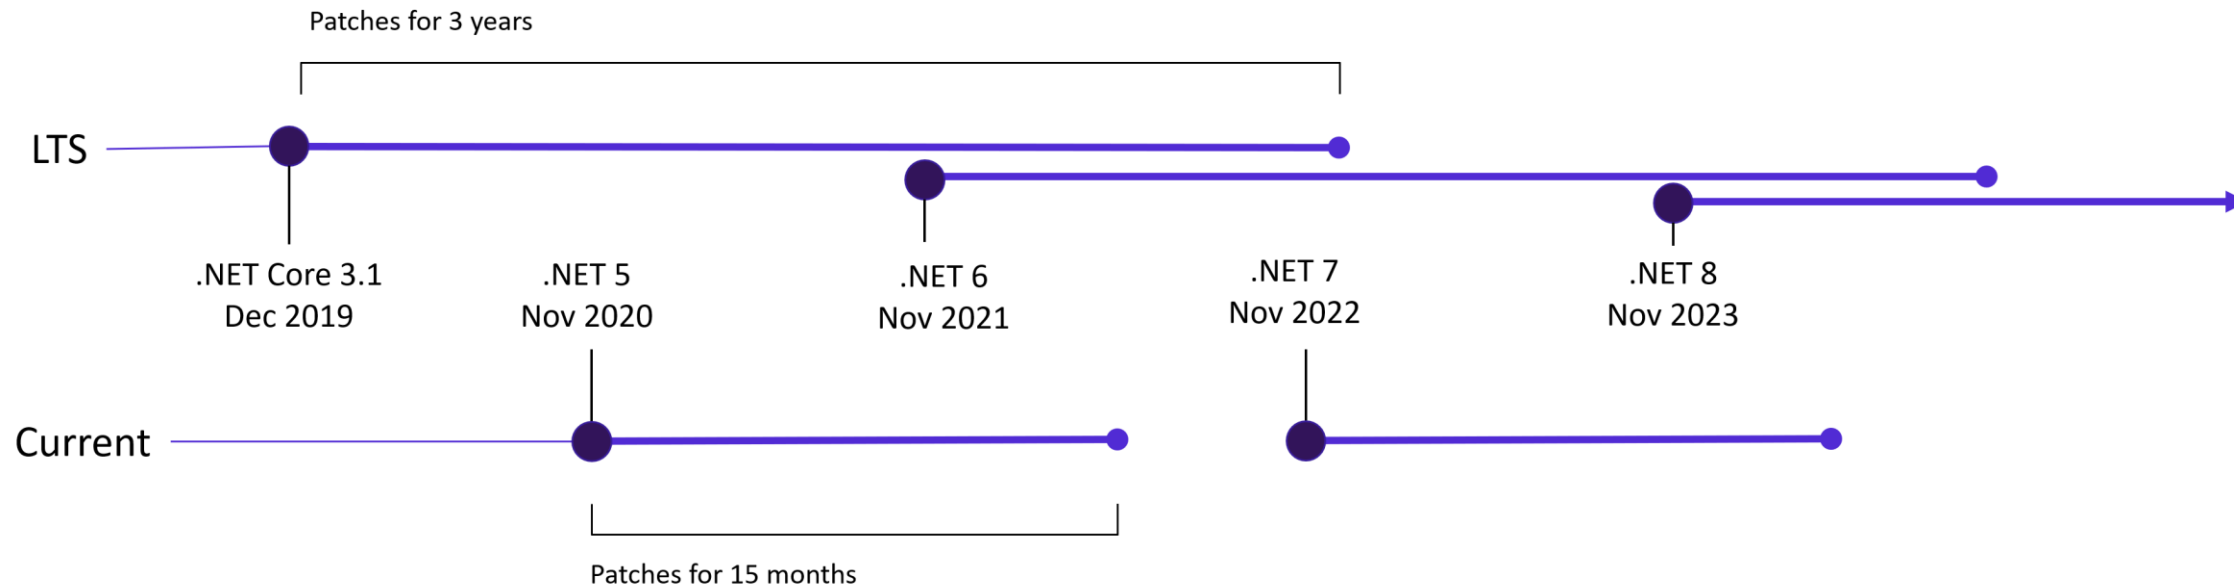 Patches for 3 years
LTS
.NET Core 3.1
Dec 2019
.NET 5
Nov 2020
.NET 6
Nov 2021
.NET 7
Nov 2022
.NET 8
Nov 2023
Current
Patches for 15 months